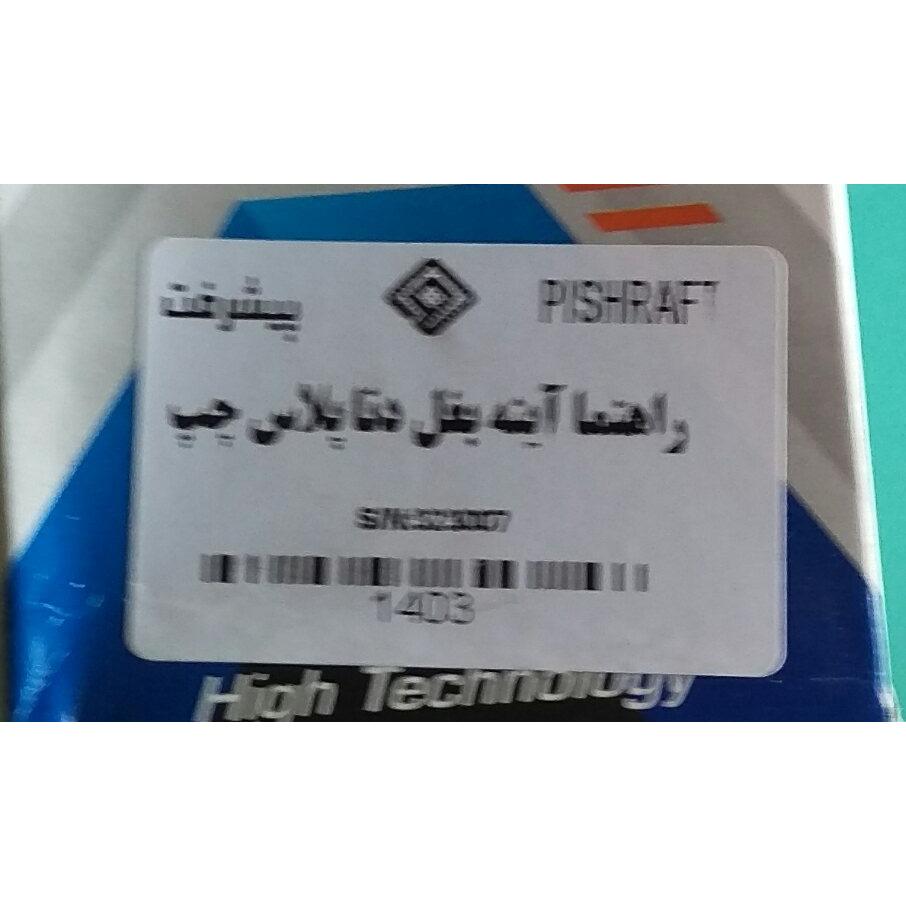 پیشرفت PISHRAFT
راهنما آینه بغل دنا پلاس چپ
1403
High Technology